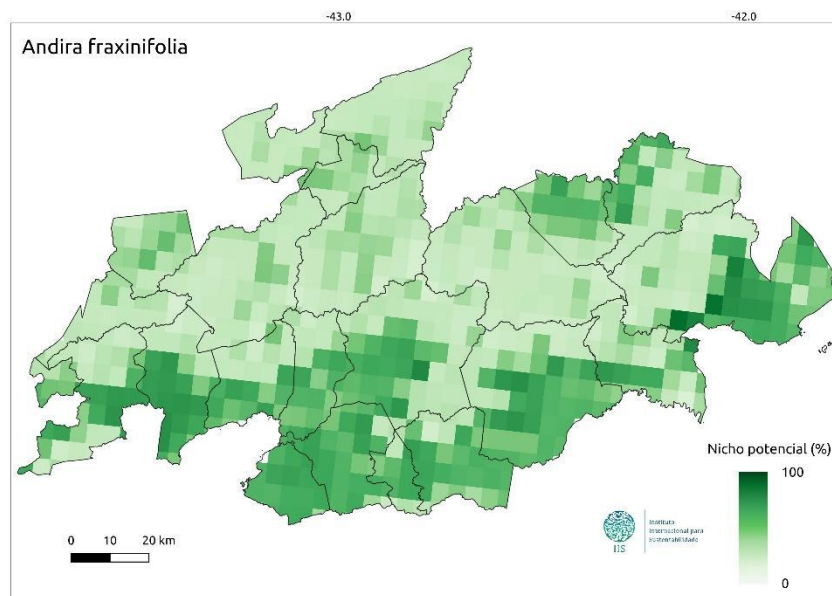 -43.0
-42.0
Andira fraxinifolia
Nicho potencial (%)
100
0
0 10 20 km
IIS
Instituto
Internacional para
Sustentabilidade